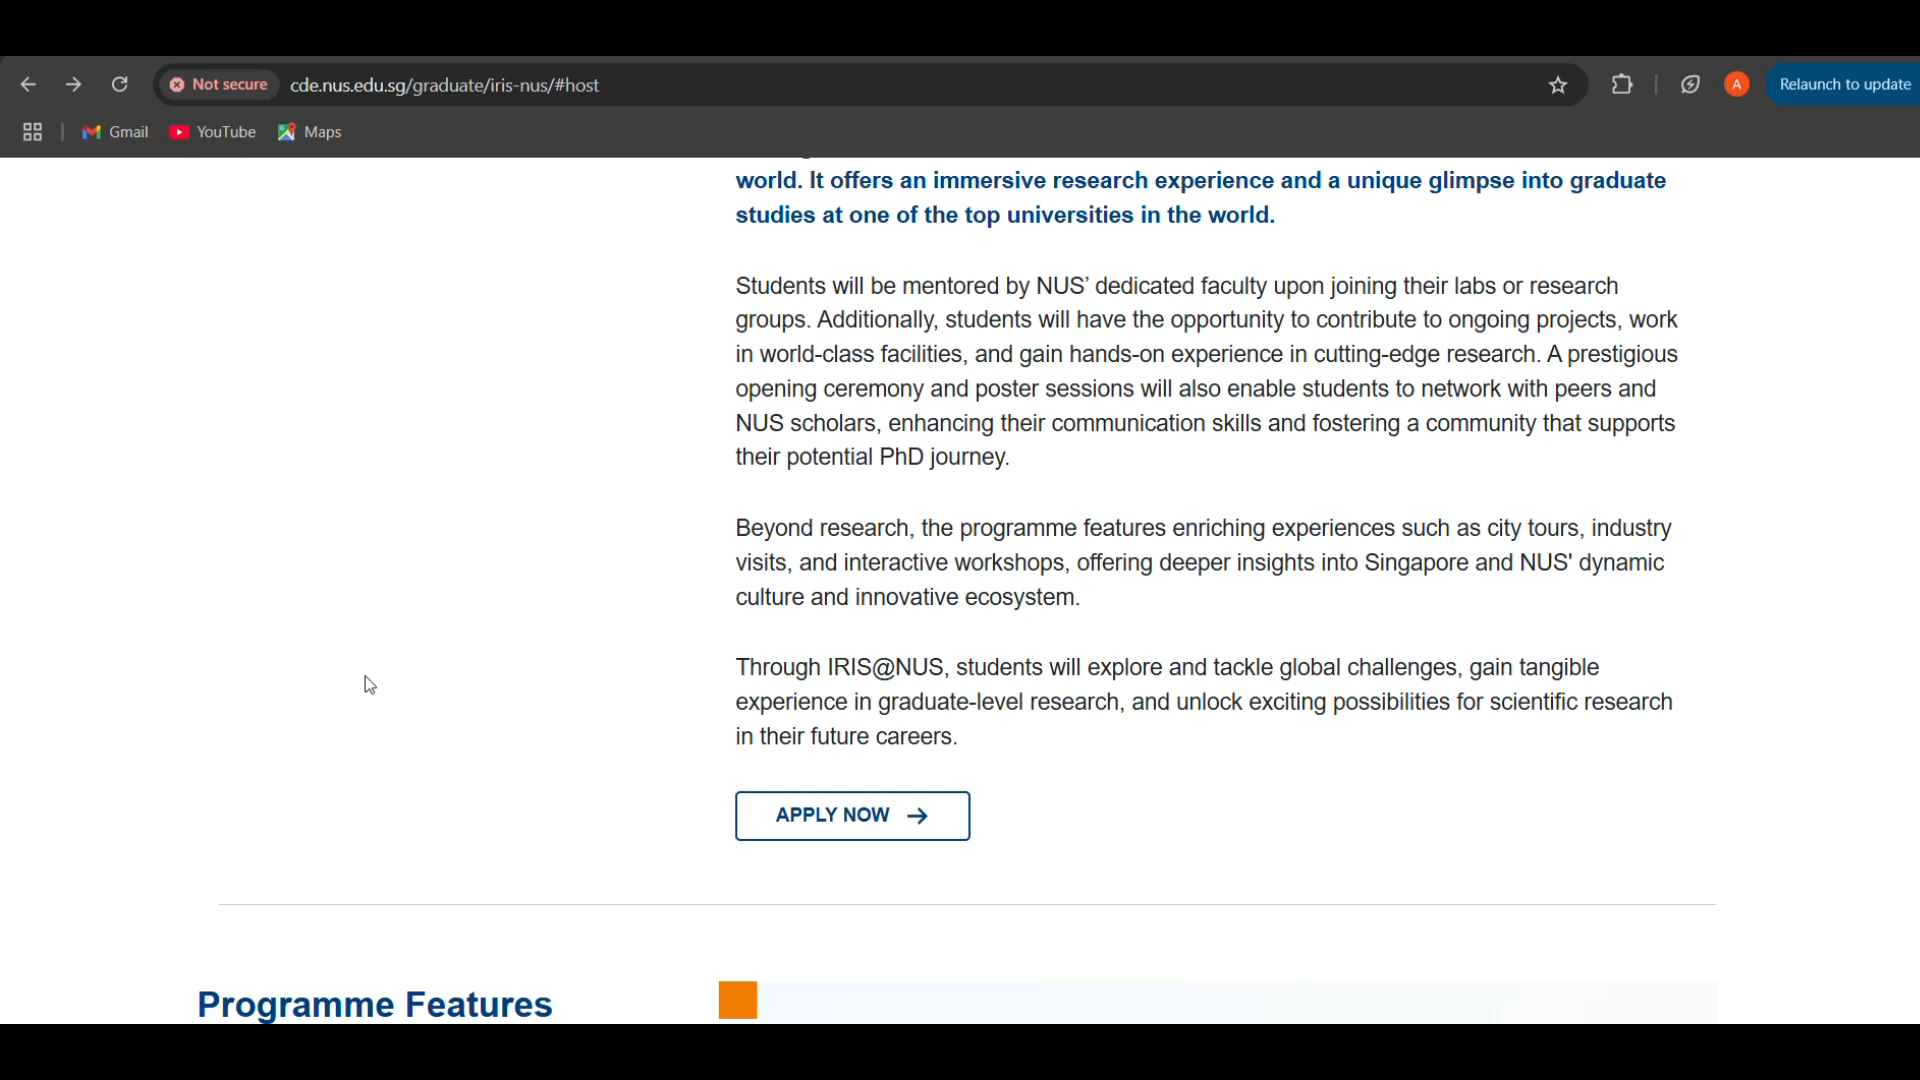 Not secure
cde.nus.edu.sg/graduate/iris-nus/#host
A
Relaunch to update
Gmail
YouTube
Maps
world. It offers an immersive research experience and a unique glimpse into graduate
studies at one of the top universities in the world.
Students will be mentored by NUS’ dedicated faculty upon joining their labs or research
groups. Additionally, students will have the opportunity to contribute to ongoing projects, work
in world-class facilities, and gain hands-on experience in cutting-edge research. A prestigious
opening ceremony and poster sessions will also enable students to network with peers and
NUS scholars, enhancing their communication skills and fostering a community that supports
their potential PhD journey.
Beyond research, the programme features enriching experiences such as city tours, industry
visits, and interactive workshops, offering deeper insights into Singapore and NUS' dynamic
culture and innovative ecosystem.
Through IRIS@NUS, students will explore and tackle global challenges, gain tangible
experience in graduate-level research, and unlock exciting possibilities for scientific research
in their future careers.
APPLY NOW →
Programme Features